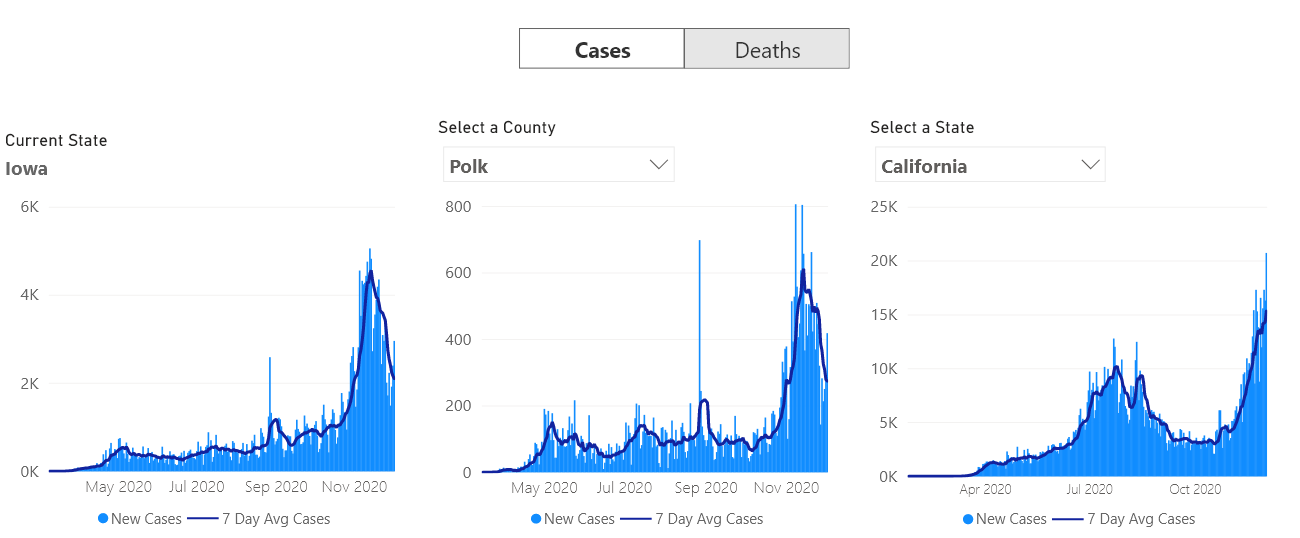 Cases Deaths
Current State
Iowa
6K
4K
2K
0K
May 2020 Jul 2020 Sep 2020 Nov 2020
New Cases 7 Day Avg Cases
Select a County
Polk
800
600
400
200
0
May 2020 Jul 2020 Sep 2020 Nov 2020
New Cases 7 Day Avg Cases
Select a State
California
25K
20K
15K
10K
5K
0K
Apr 2020 Jul 2020 Oct 2020
New Cases 7 Day Avg Cases